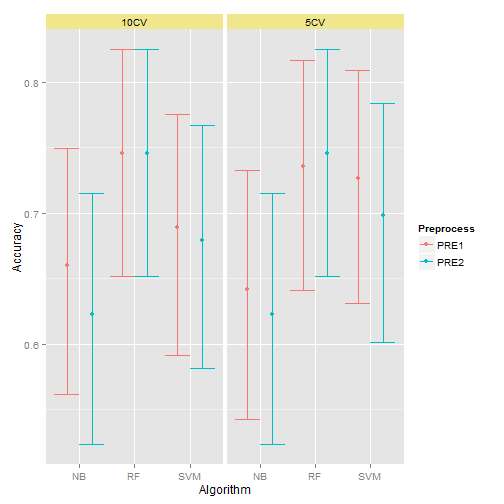 10CV
5CV
0.8
0.7
0.6
Accuracy
NB
RF
SVM
NB
RF
SVM
Algorithm
Preprocess
PRE1
PRE2